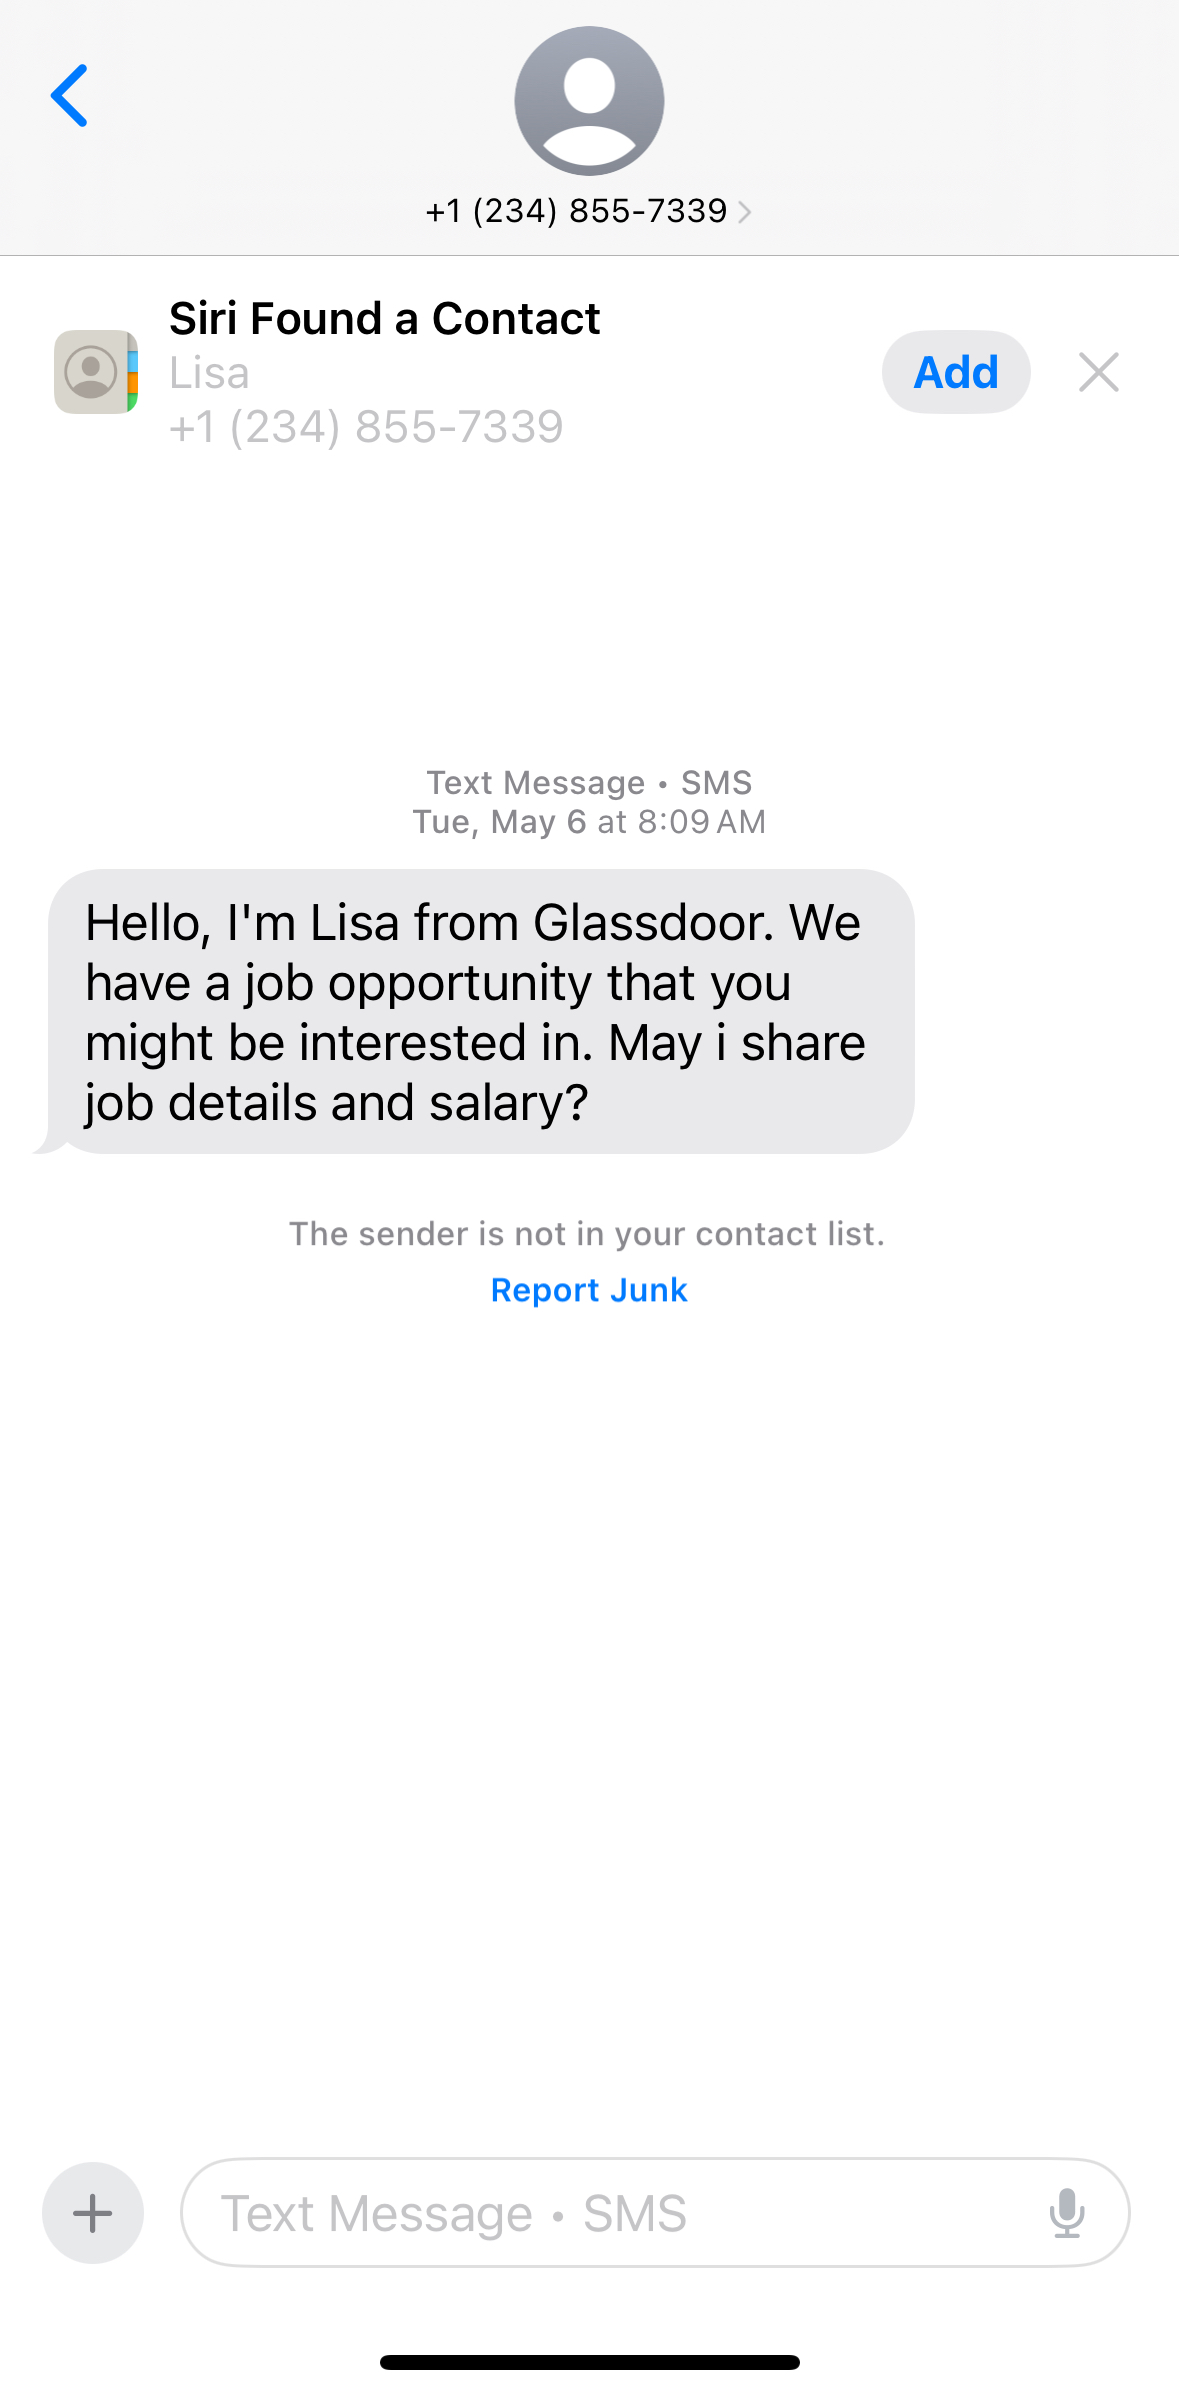 +1 (234) 855-7339
Siri Found a Contact
Lisa
+1 (234) 855-7339
Add
Text Message • SMS
Tue, May 6 at 8:09 AM
Hello, I'm Lisa from Glassdoor. We
have a job opportunity that you
might be interested in. May i share
job details and salary?
The sender is not in your contact list.
Report Junk
Text Message • SMS